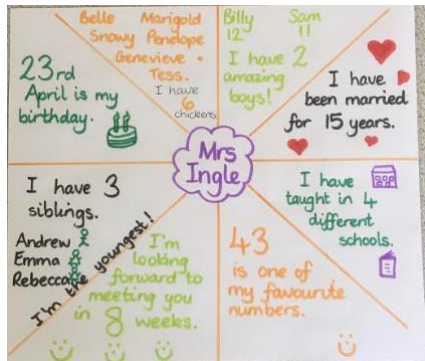 Belle Marigold
Snowy Penelope
Genevieve +
Tess.
I have
6
chickens
Billy Sam
12 11
I have 2
amazing
boys!
23rd
April is my
birthday.
I have
been married
for 15 years.
Mrs
Ingle
I have 3
siblings.
Andrew
Emma
Rebecca
I'm the youngest!
I have
taught in 4
different
schools.
I'm
looking
forward to
meeting you
in 8 weeks.
43
is one of
my favourite
numbers.